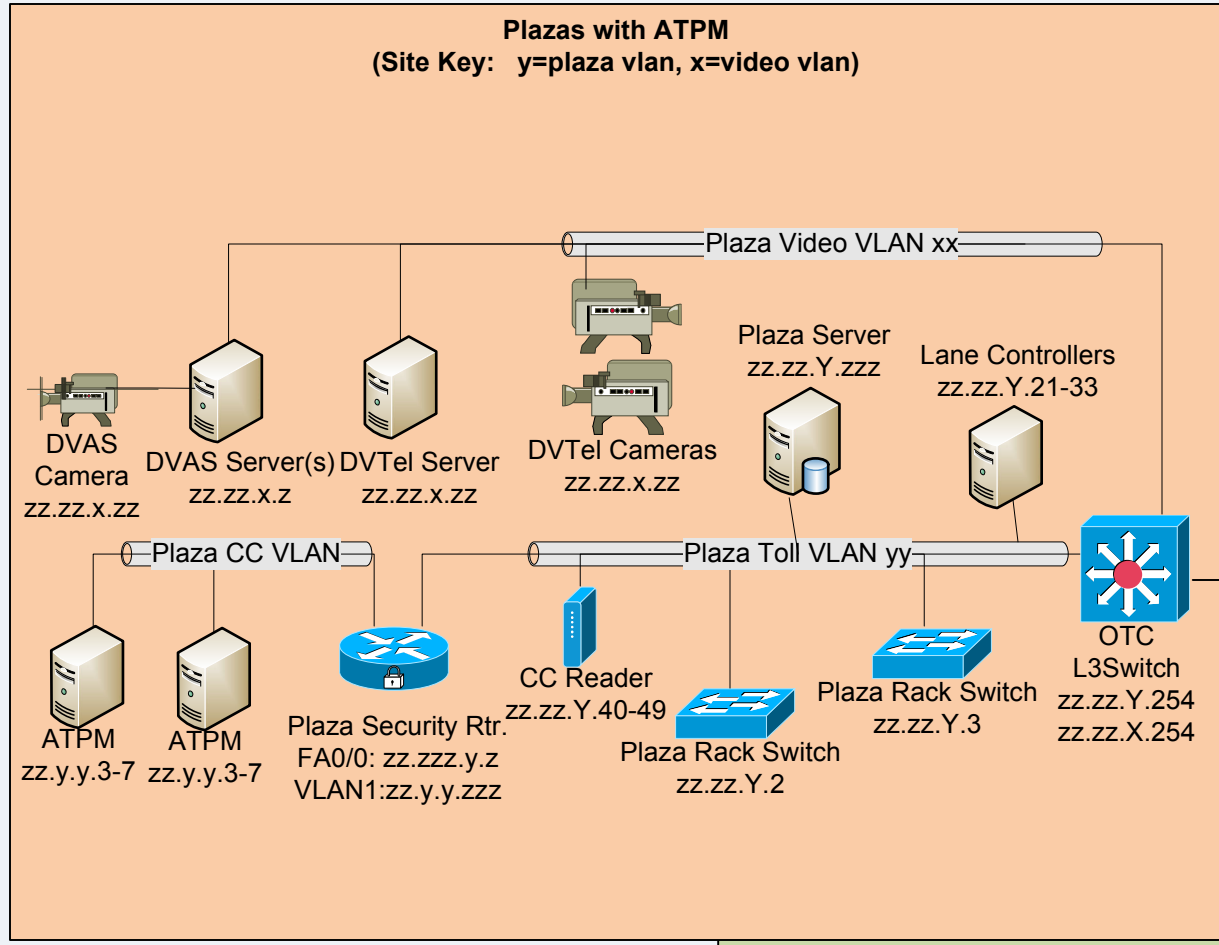 Plazas with ATPM
(Site Key:   y=plaza vlan, x=video vlan)
Plaza Video VLAN xx
Plaza Server
zz.zz.Y.zzz
Lane Controllers
zz.zz.Y.21-33
DVAS
Camera
zz.zz.x.zz
DVAS Server(s)
zz.zz.x.z
DVTel Server
zz.zz.x.zz
DVTel Cameras
zz.zz.x.zz
Plaza CC VLAN
Plaza Toll VLAN yy
ATPM
zz.y.y.3-7
ATPM
zz.y.y.3-7
Plaza Security Rtr.
FA0/0: zz.zzz.y.z
VLAN1:zz.y.y.zzz
CC Reader
zz.zz.Y.40-49
Plaza Rack Switch
zz.zz.Y.2
Plaza Rack Switch
zz.zz.Y.3
OTC
L3Switch
zz.zz.Y.254
zz.zz.X.254